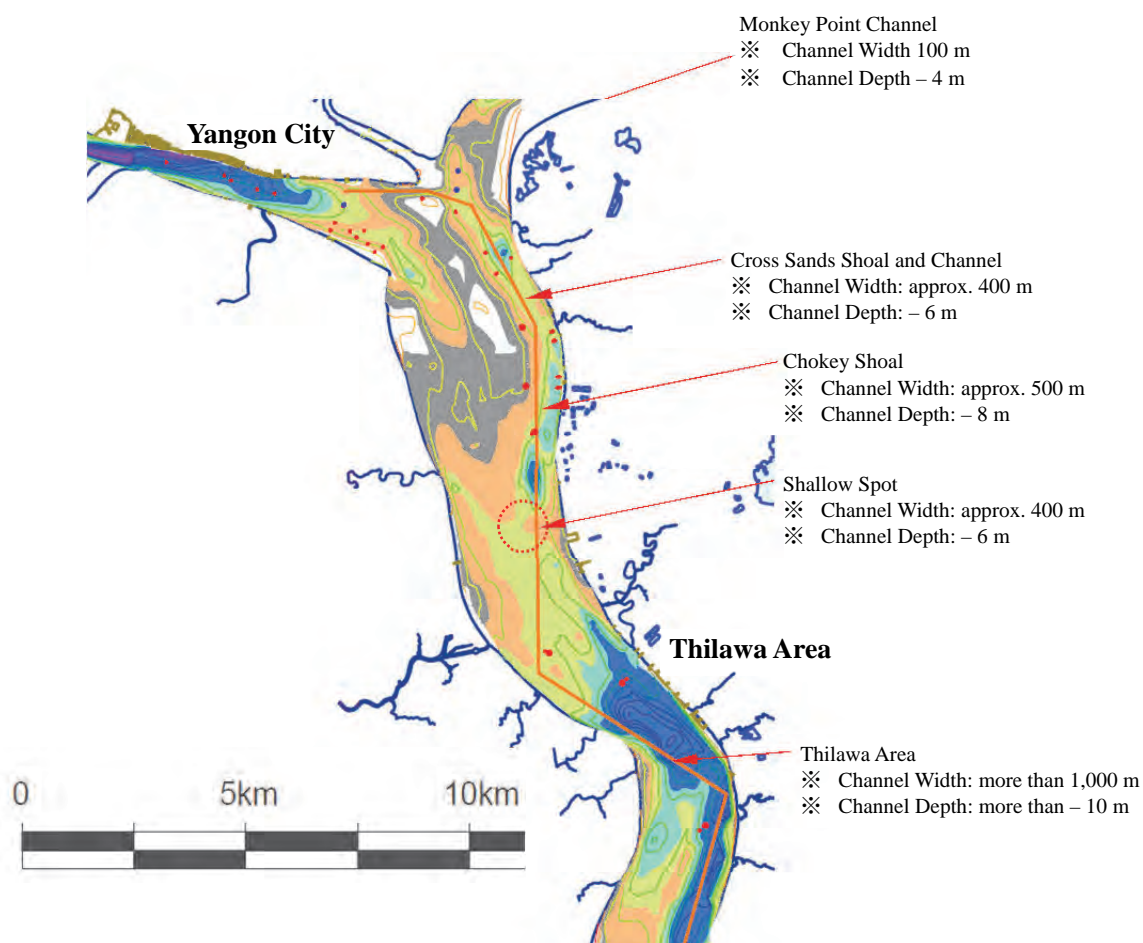 Monkey Point Channel
※ Channel Width 100 m
※ Channel Depth – 4 m
Yangon City
Cross Sands Shoal and Channel
※ Channel Width: approx. 400 m
※ Channel Depth: – 6 m
Chokey Shoal
※ Channel Width: approx. 500 m
※ Channel Depth: – 8 m
Shallow Spot
※ Channel Width: approx. 400 m
※ Channel Depth: – 6 m
Thilawa Area
Thilawa Area
※ Channel Width: more than 1,000 m
※ Channel Depth: more than – 10 m
0 5km 10km